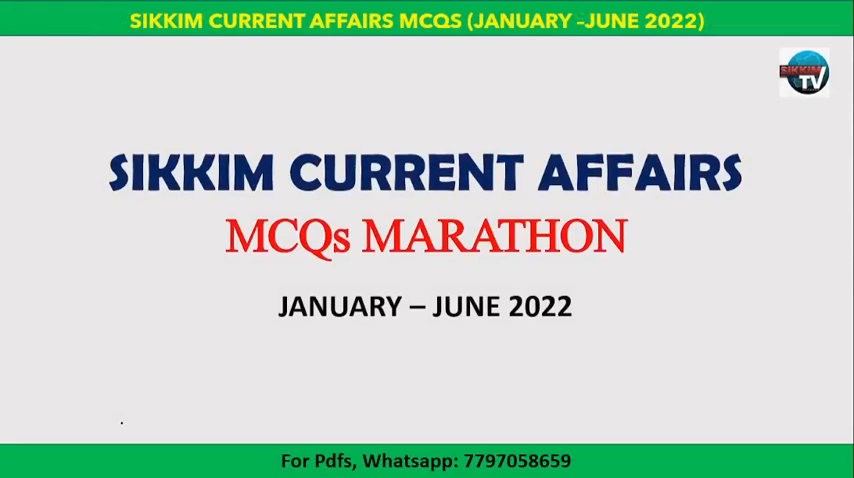 SIKKIM CURRENT AFFAIRS MCQS (JANUARY –JUNE 2022)
SIKKIM
TV
SIKKIM CURRENT AFFAIRS
MCQs MARATHON
JANUARY – JUNE 2022
For Pdfs, Whatsapp: 7797058659